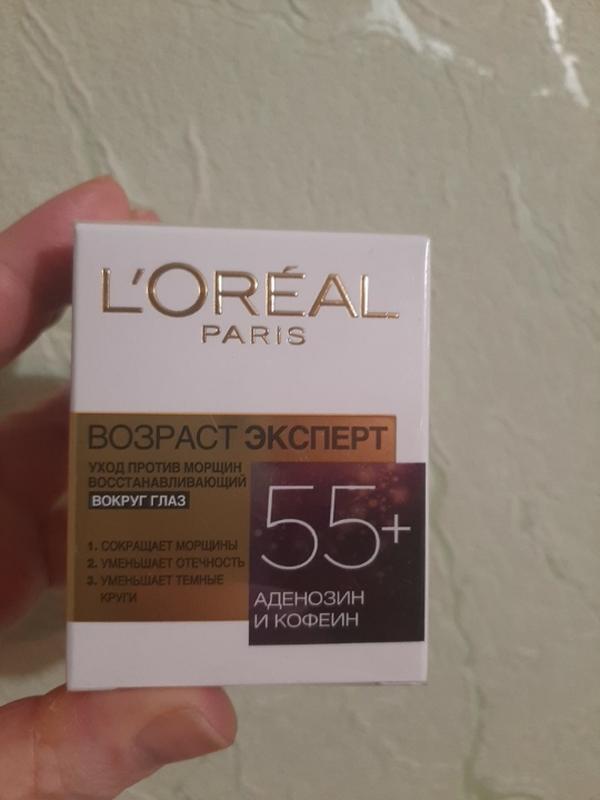 L'ORÉAL
PARIS
ВОЗРАСТ ЭКСПЕРТ
УХОД ПРОТИВ МОРЩИН
ВОССТАНАВЛИВАЮЩИЙ
ВОКРУГ ГЛАЗ
1. СОКРАЩАЕТ МОРЩИНЫ
2. УМЕНЬШАЕТ ОТЕЧНОСТЬ
3. УМЕНЬШАЕТ ТЕМНЫЕ
КРУГИ
55+
АДЕНОЗИН
И КОФЕИН